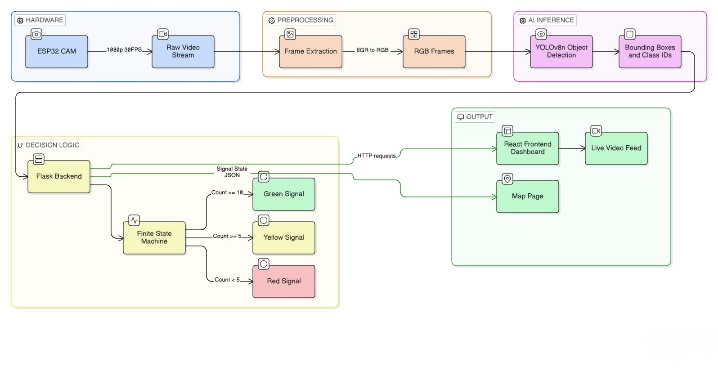 HARDWARE
ESP32 CAM
1080p 30FPS
Raw Video
Stream
PREPROCESSING
Frame Extraction
BGR to RGB
RGB Frames
AI INFERENCE
YOLOv8n Object
Detection
Bounding Boxes
and Class IDs
DECISION LOGIC
Flask Backend
Signal State
JSON
HTTP requests
Finite State
Machine
Count >= 10
Green Signal
Count >= 5
Yellow Signal
Count < 5
Red Signal
OUTPUT
React Frontend
Dashboard
Live Video Feed
Map Page